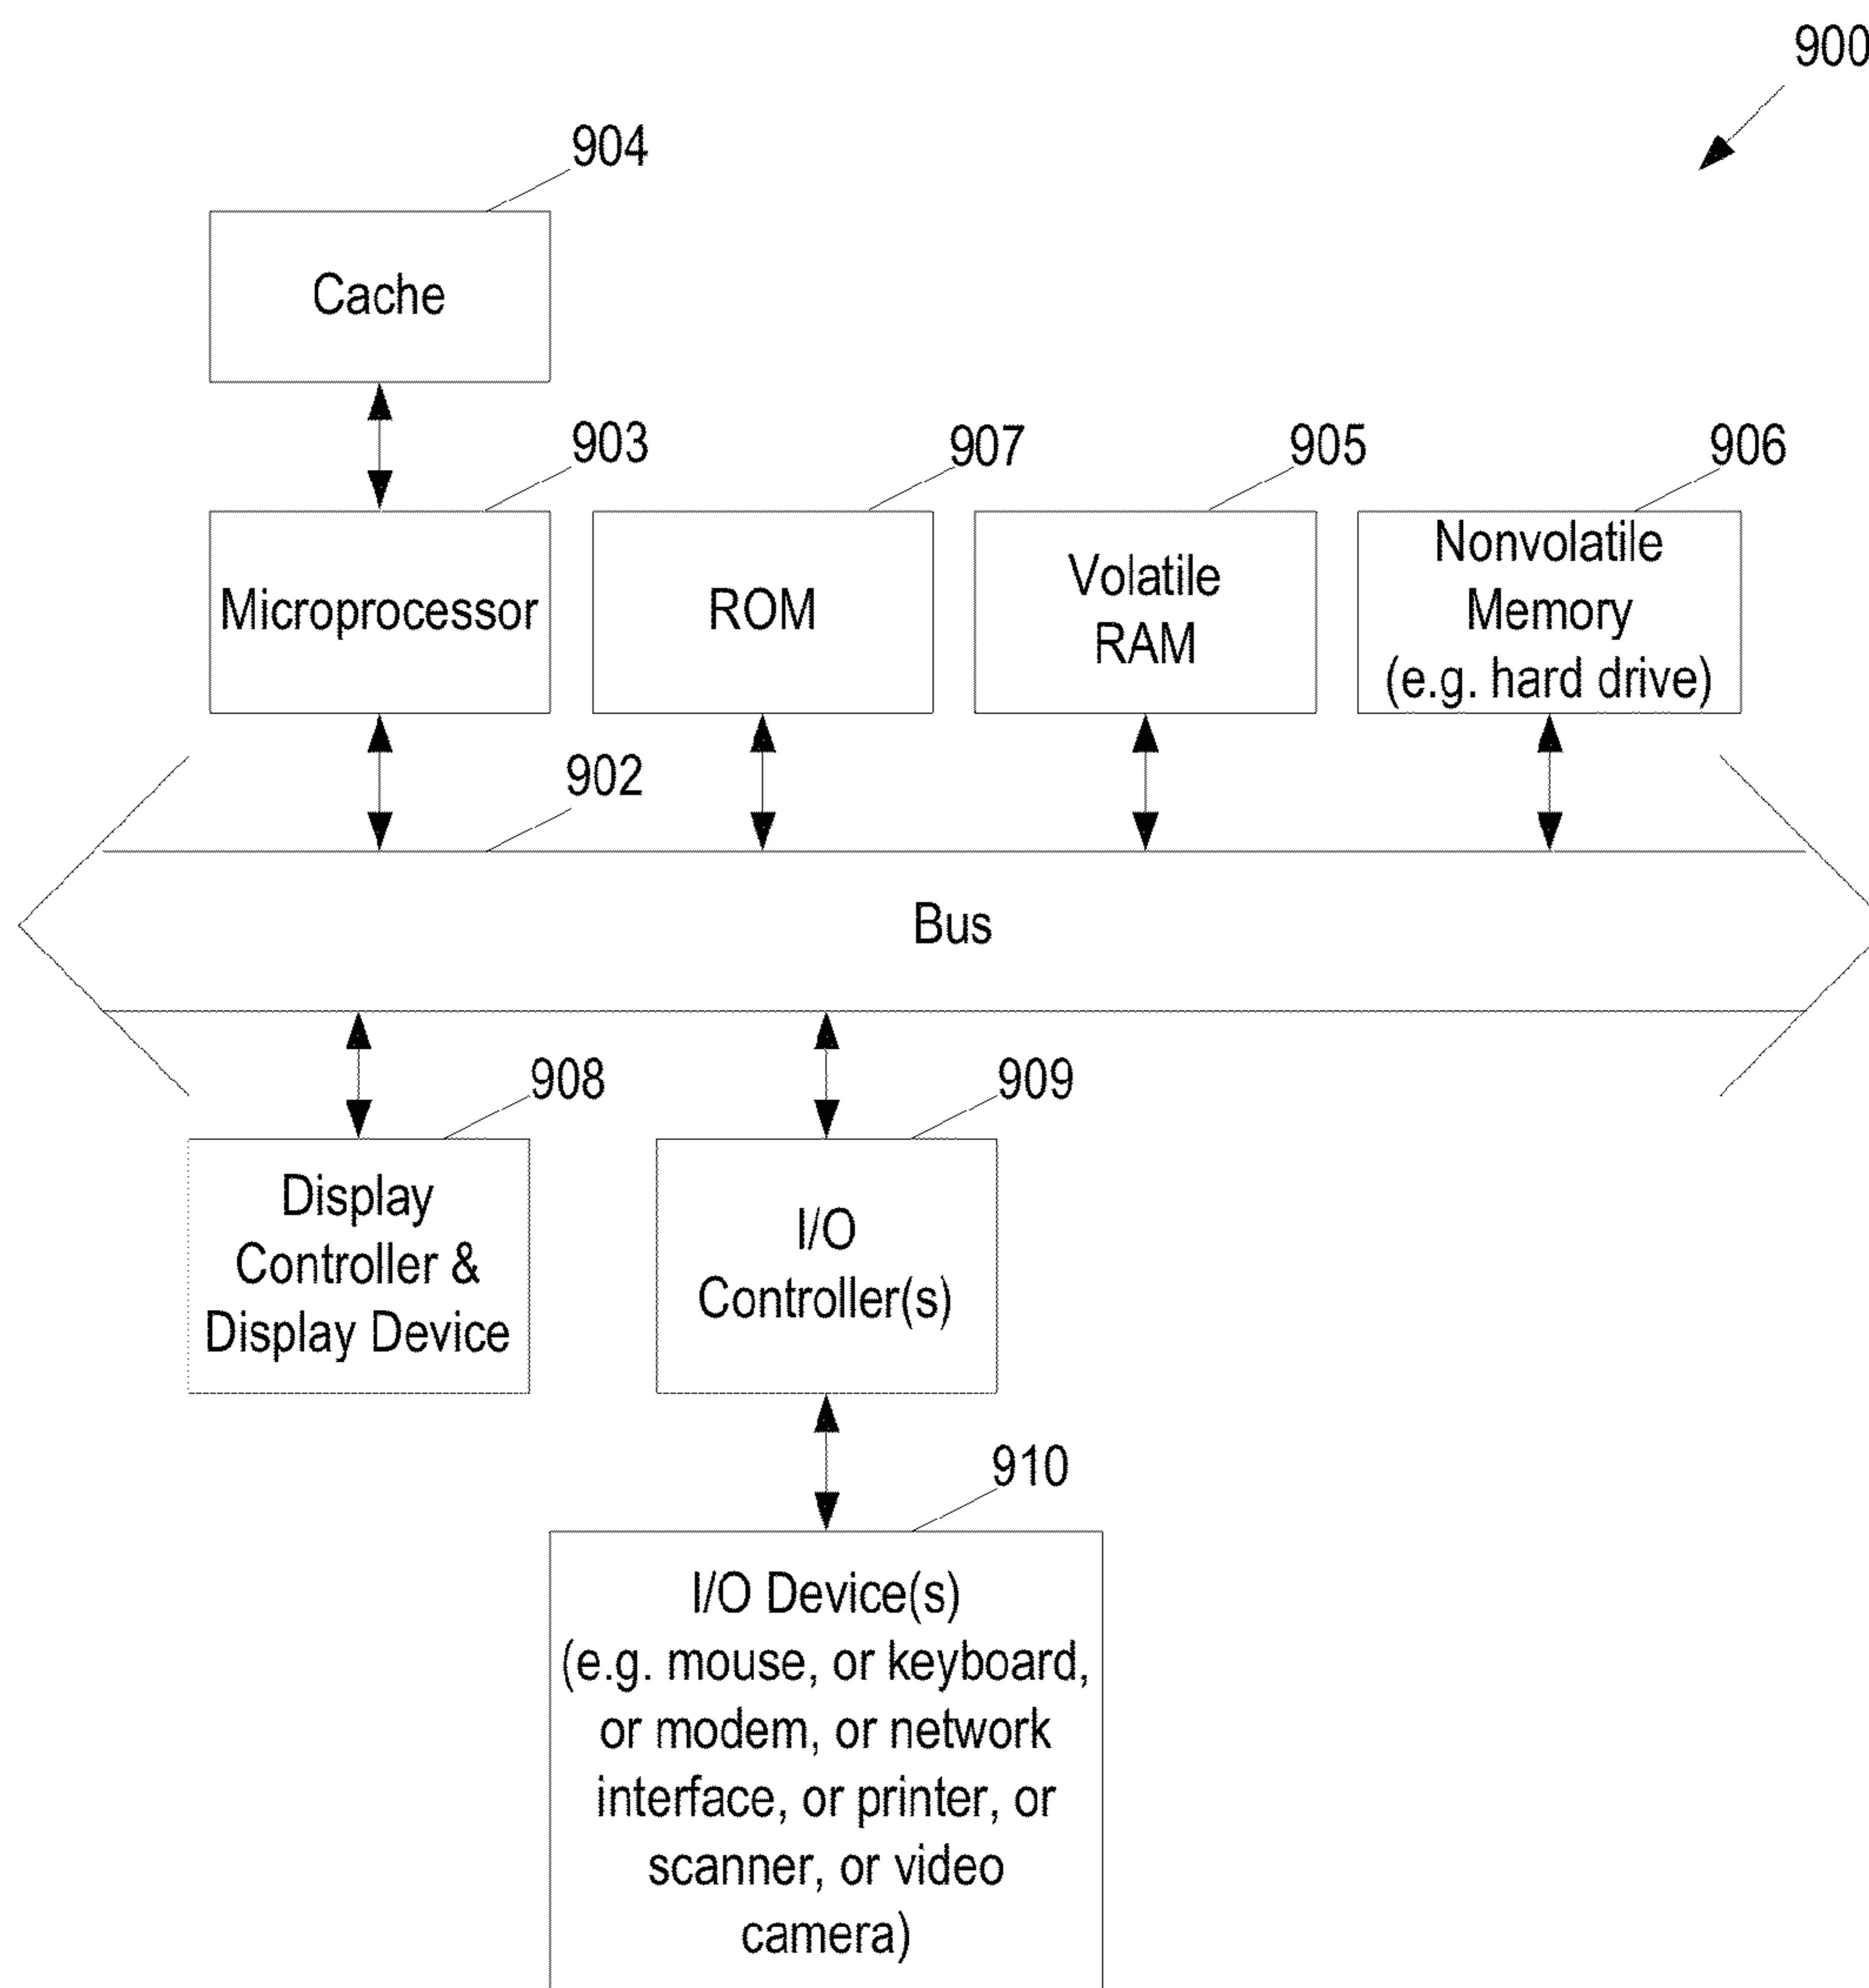 900
904
Cache
903
907
905
906
Microprocessor
ROM
Volatile
RAM
Nonvolatile
Memory
(e.g. hard drive)
902
Bus
908
909
Display
Controller &
Display Device
I/O
Controller(s)
910
I/O Device(s)
(e.g. mouse, or keyboard,
or modem, or network
interface, or printer, or
scanner, or video
camera)